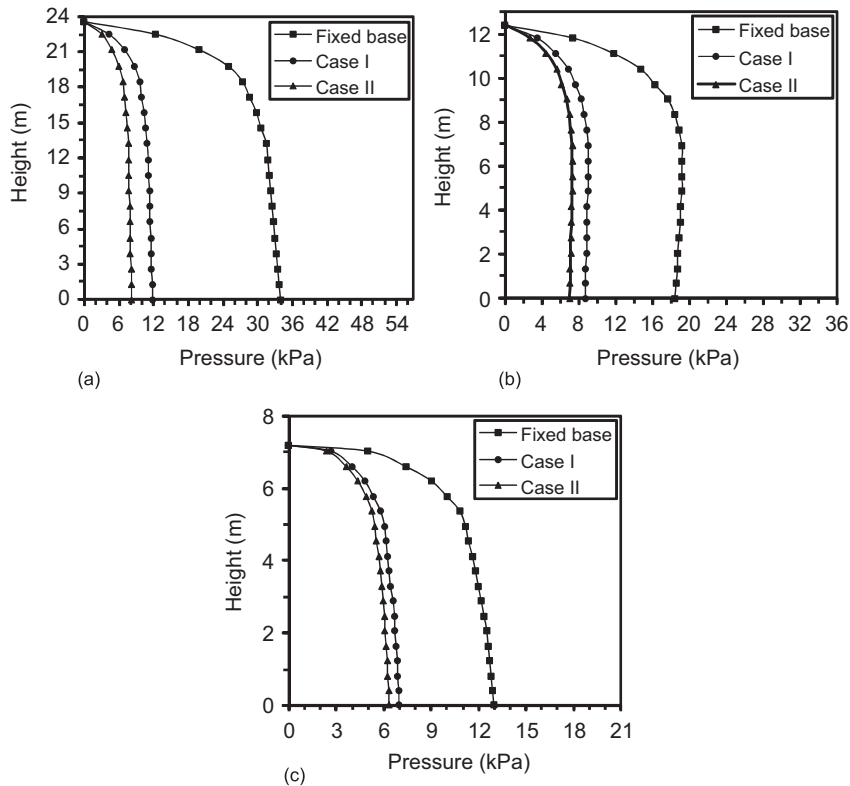 24
21
18
15
12
9
6
3
0
Height (m)
Fixed base
Case I
Case II
0 6 12 18 24 30 36 42 48 54
Pressure (kPa)
(a)
12
10
8
6
4
2
0
Height (m)
Fixed base
Case I
Case II
0 4 8 12 16 20 24 28 32 36
Pressure (kPa)
(b)
8
6
4
2
0
Height (m)
Fixed base
Case I
Case II
0 3 6 9 12 15 18 21
Pressure (kPa)
(c)